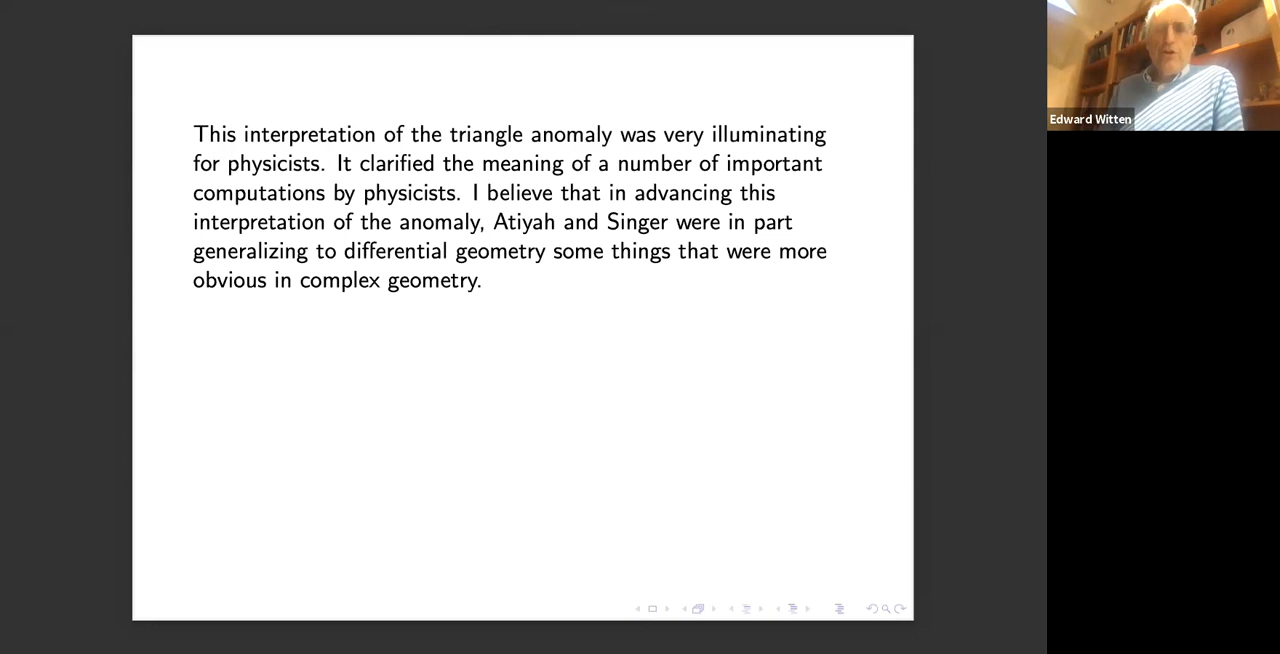 This interpretation of the triangle anomaly was very illuminating
for physicists. It clarified the meaning of a number of important
computations by physicists. I believe that in advancing this
interpretation of the anomaly, Atiyah and Singer were in part
generalizing to differential geometry some things that were more
obvious in complex geometry.
Edward Witten